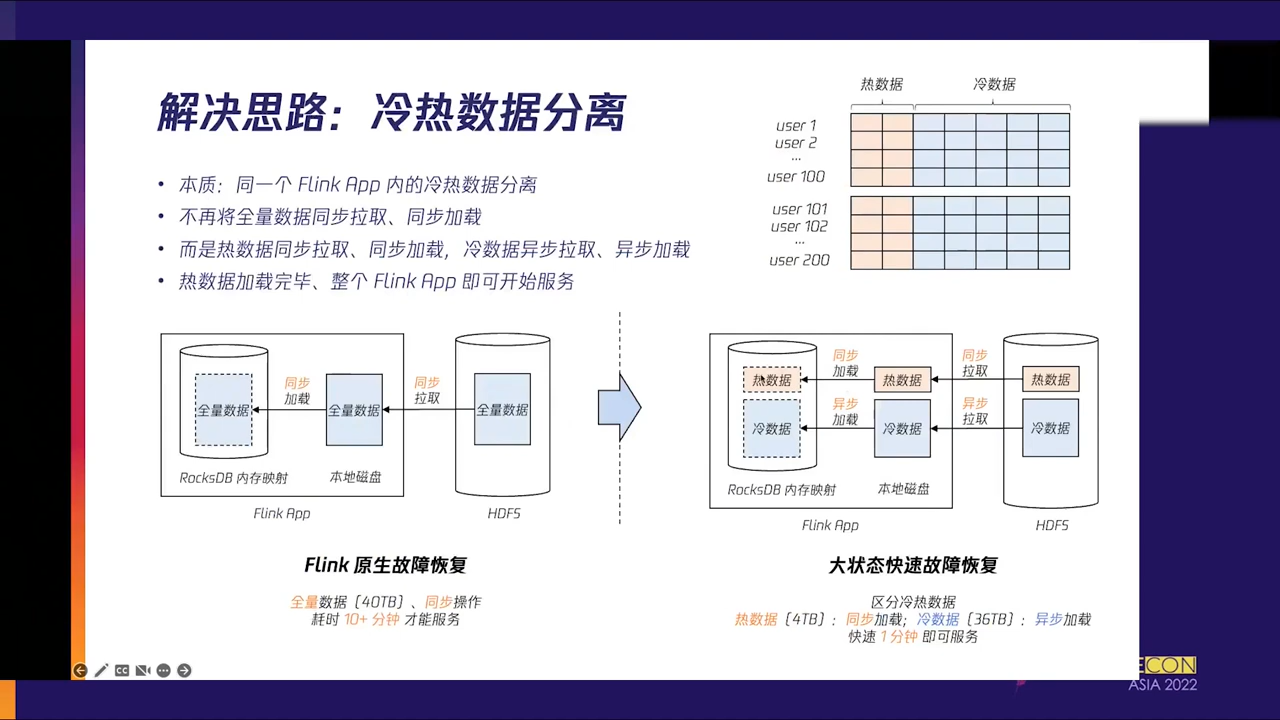 解决思路：冷热数据分离
• 本质：同一个 Flink App 内的冷热数据分离
• 不再将全量数据同步拉取、同步加载
• 而是热数据同步拉取、同步加载，冷数据异步拉取、异步加载
• 热数据加载完毕、整个 Flink App 即可开始服务
热数据 冷数据
user 1
user 2
...
user 100
user 101
user 102
...
user 200
全量数据
同步
加载
全量数据
同步
拉取
全量数据
RocksDB 内存映射
本地磁盘
Flink App
HDFS
Flink 原生故障恢复
全量数据（40TB）、同步操作
耗时 10+ 分钟 才能服务
热数据
同步
加载
热数据
同步
拉取
热数据
冷数据
异步
加载
冷数据
异步
拉取
冷数据
RocksDB 内存映射
本地磁盘
Flink App
HDFS
大状态快速故障恢复
区分冷热数据
热数据（4TB）：同步加载；冷数据（36TB）：异步加载
快速 1 分钟 即可服务
CC
ECON
ASIA 2022